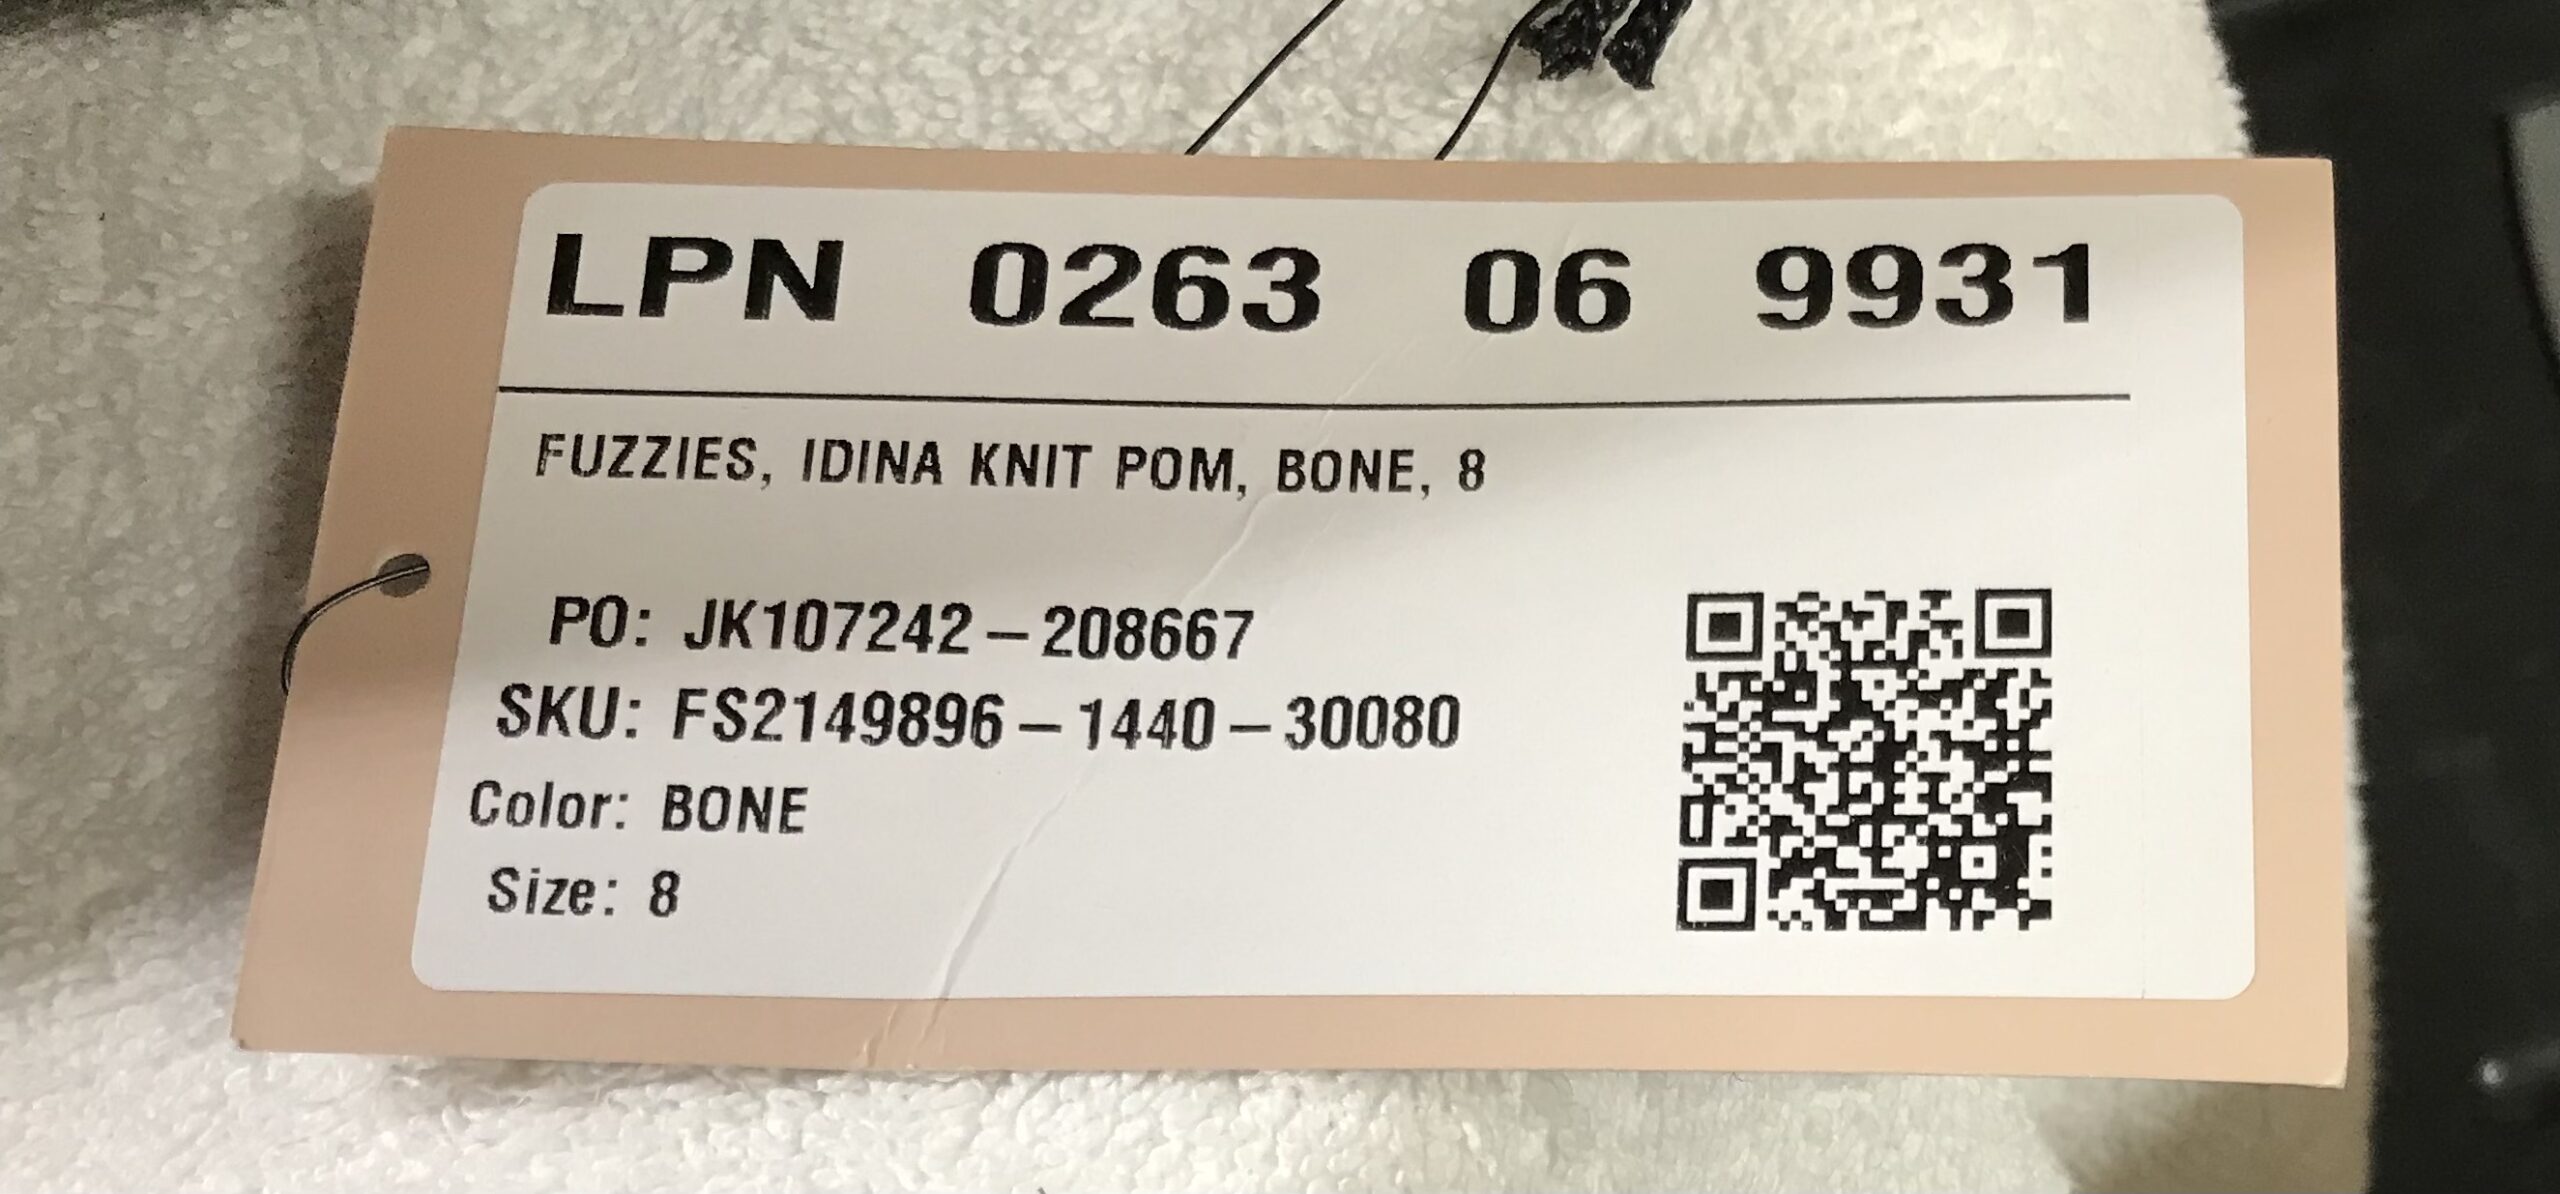 LPN 0263 06 9931
FUZZIES, IDINA KNIT POM, BONE, 8
PO: JK107242-208667
SKU: FS2149896-1440-30080
Color: BONE
Size: 8